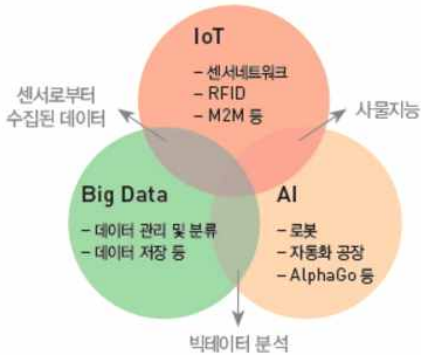 IoT
– 센서네트워크
– RFID
– M2M 등
센서로부터
수집된 데이터
사물지능
Big Data
– 데이터 관리 및 분류
– 데이터 저장 등
AI
– 로봇
– 자동화 공장
– AlphaGo 등
빅테이터 분석